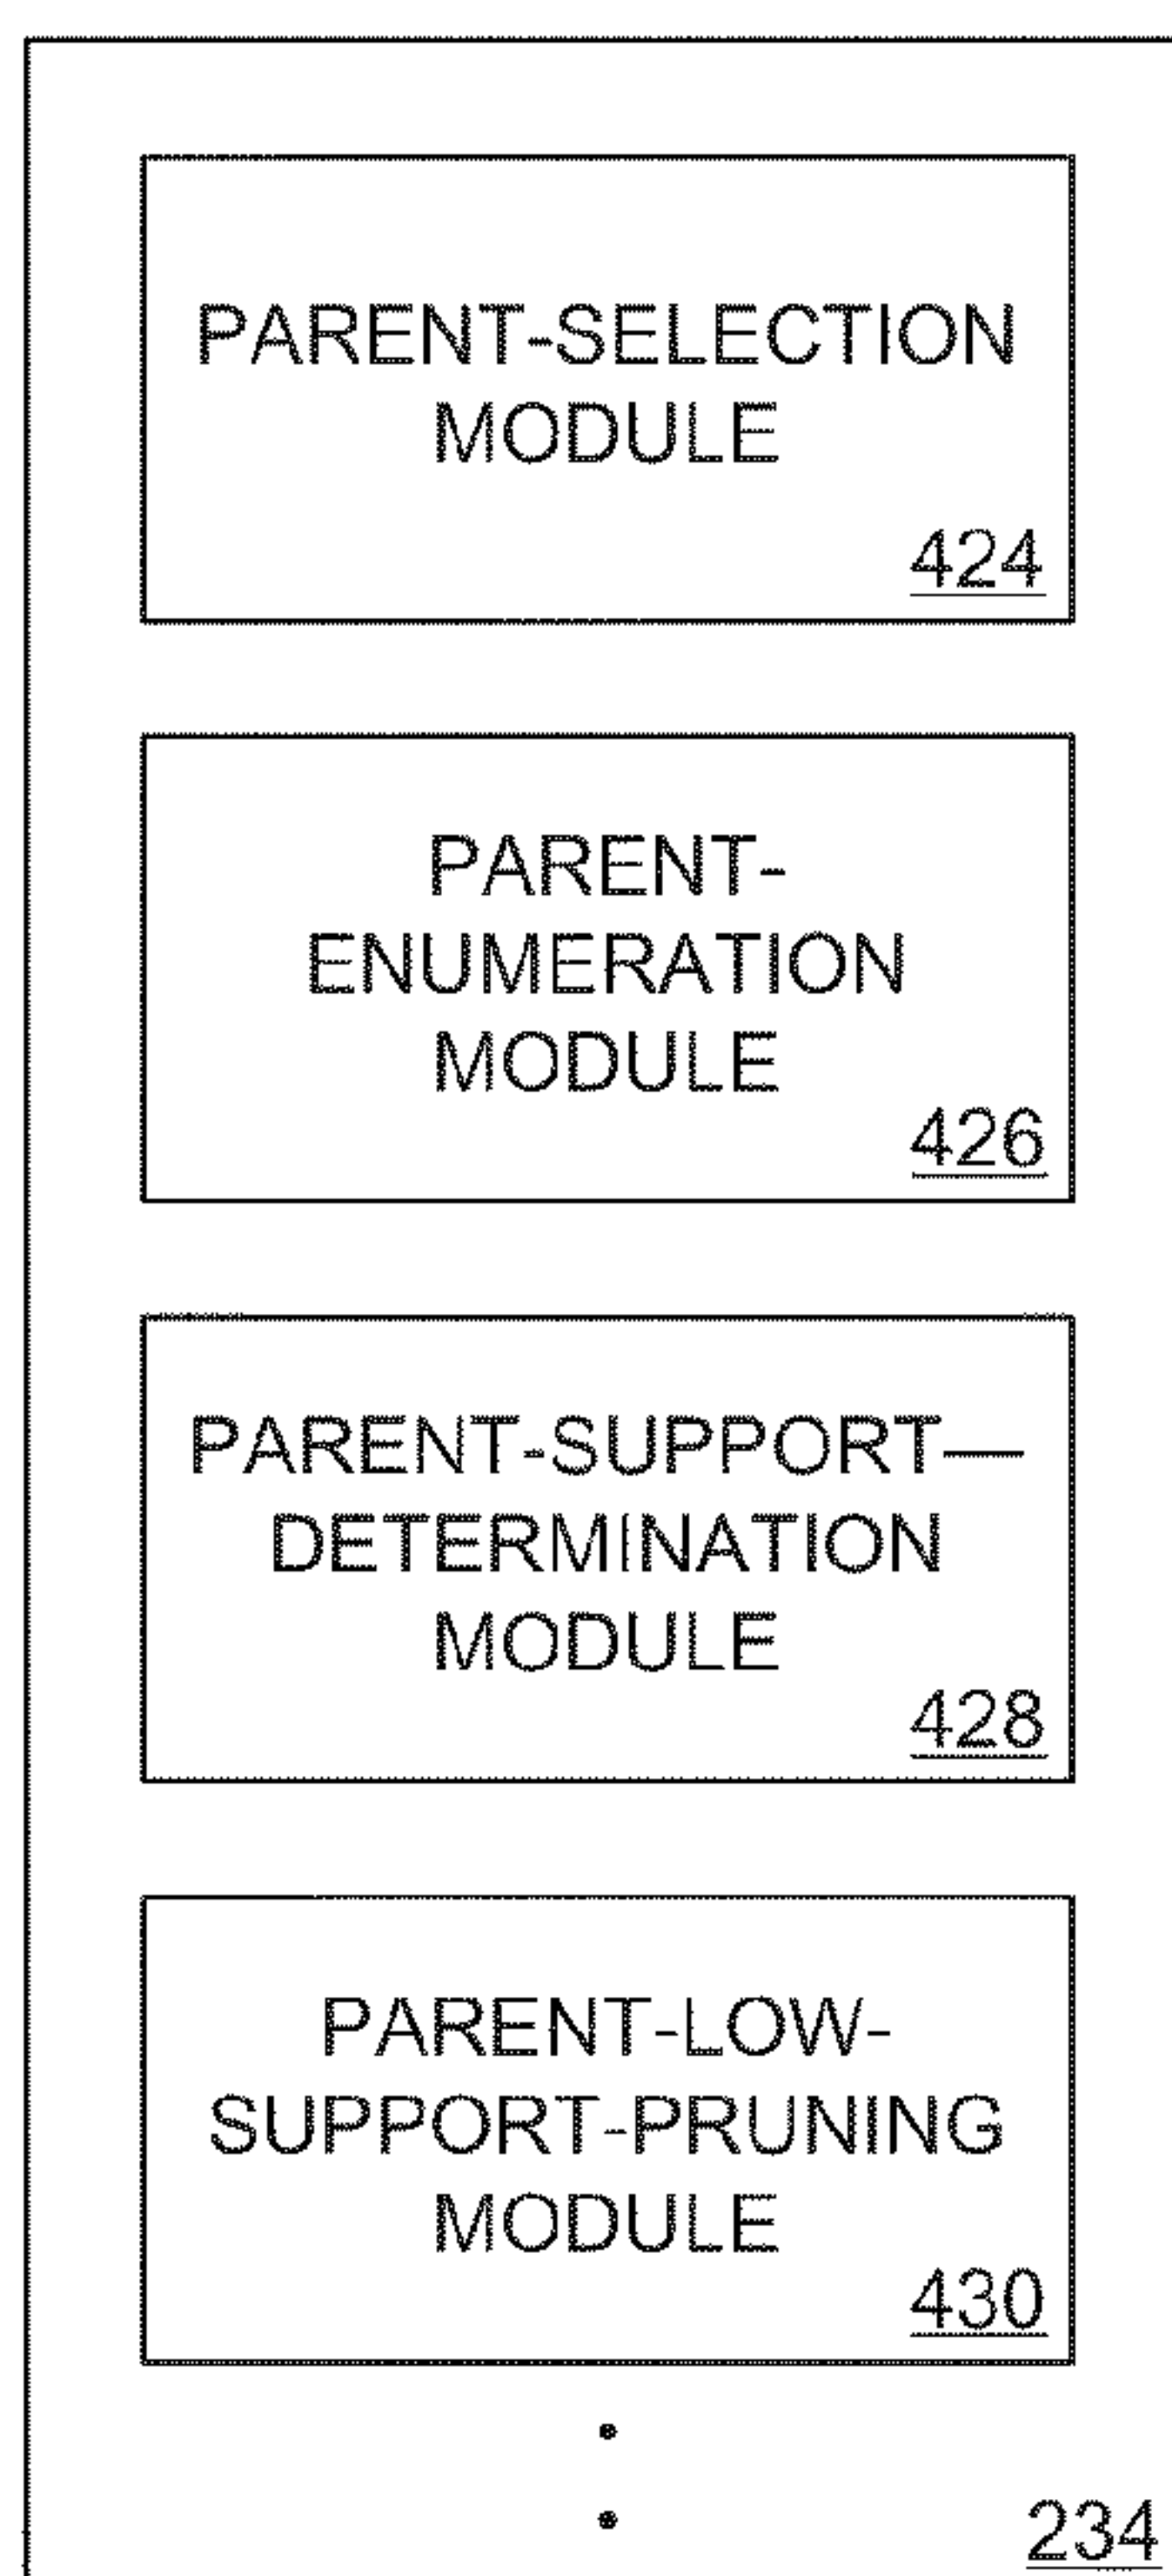 PARENT-SELECTION
MODULE
424
PARENT-
ENUMERATION
MODULE
426
PARENT-SUPPORT—
DETERMINATION
MODULE
428
PARENT-LOW-
SUPPORT-PRUNING
MODULE
430
234